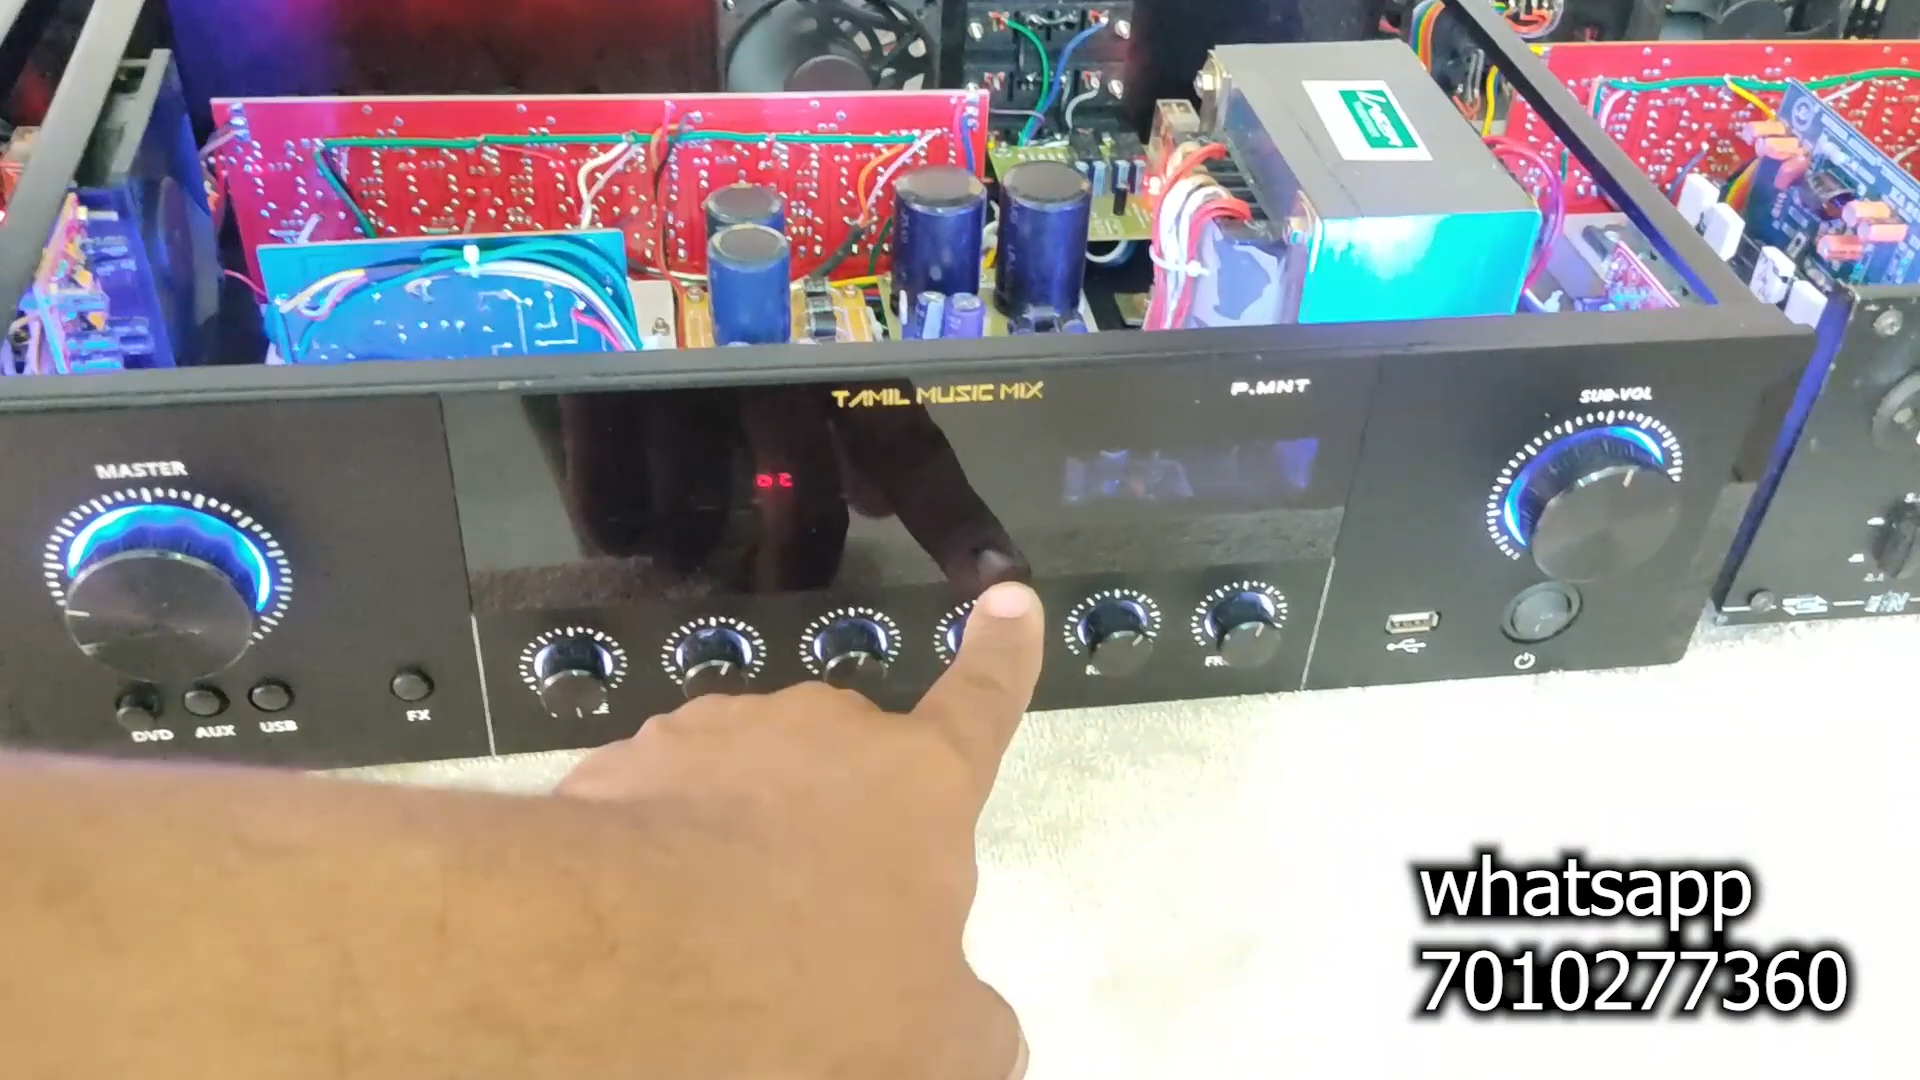 TAMIL MUSIC MIX
P.MNT
SUB-VOL
MASTER
DVD
AUX
USB
FX
whatsapp
7010277360